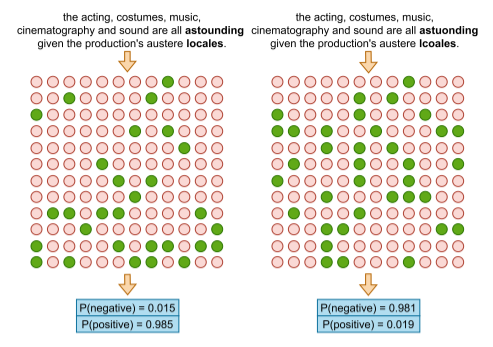 the acting, costumes, music,
cinematography and sound are all astounding
given the production's austere locales.
P(negative) = 0.015
P(positive) = 0.985
the acting, costumes, music,
cinematography and sound are all astuonding
given the production's austere lcoales.
P(negative) = 0.981
P(positive) = 0.019